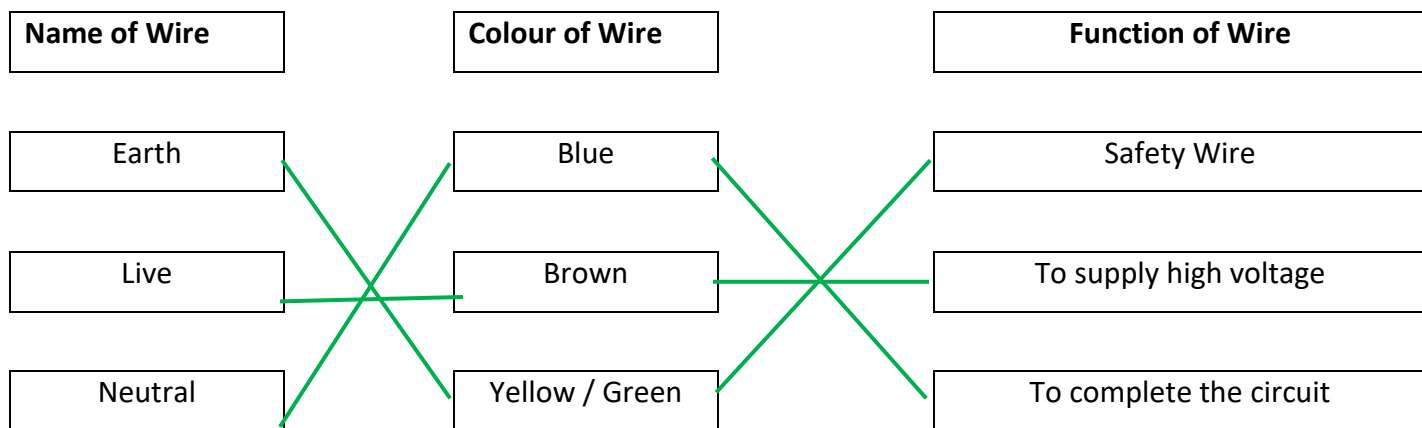 Name of Wire Colour of Wire Function of Wire
Earth Blue Safety Wire
Live Brown To supply high voltage
Neutral Yellow / Green To complete the circuit